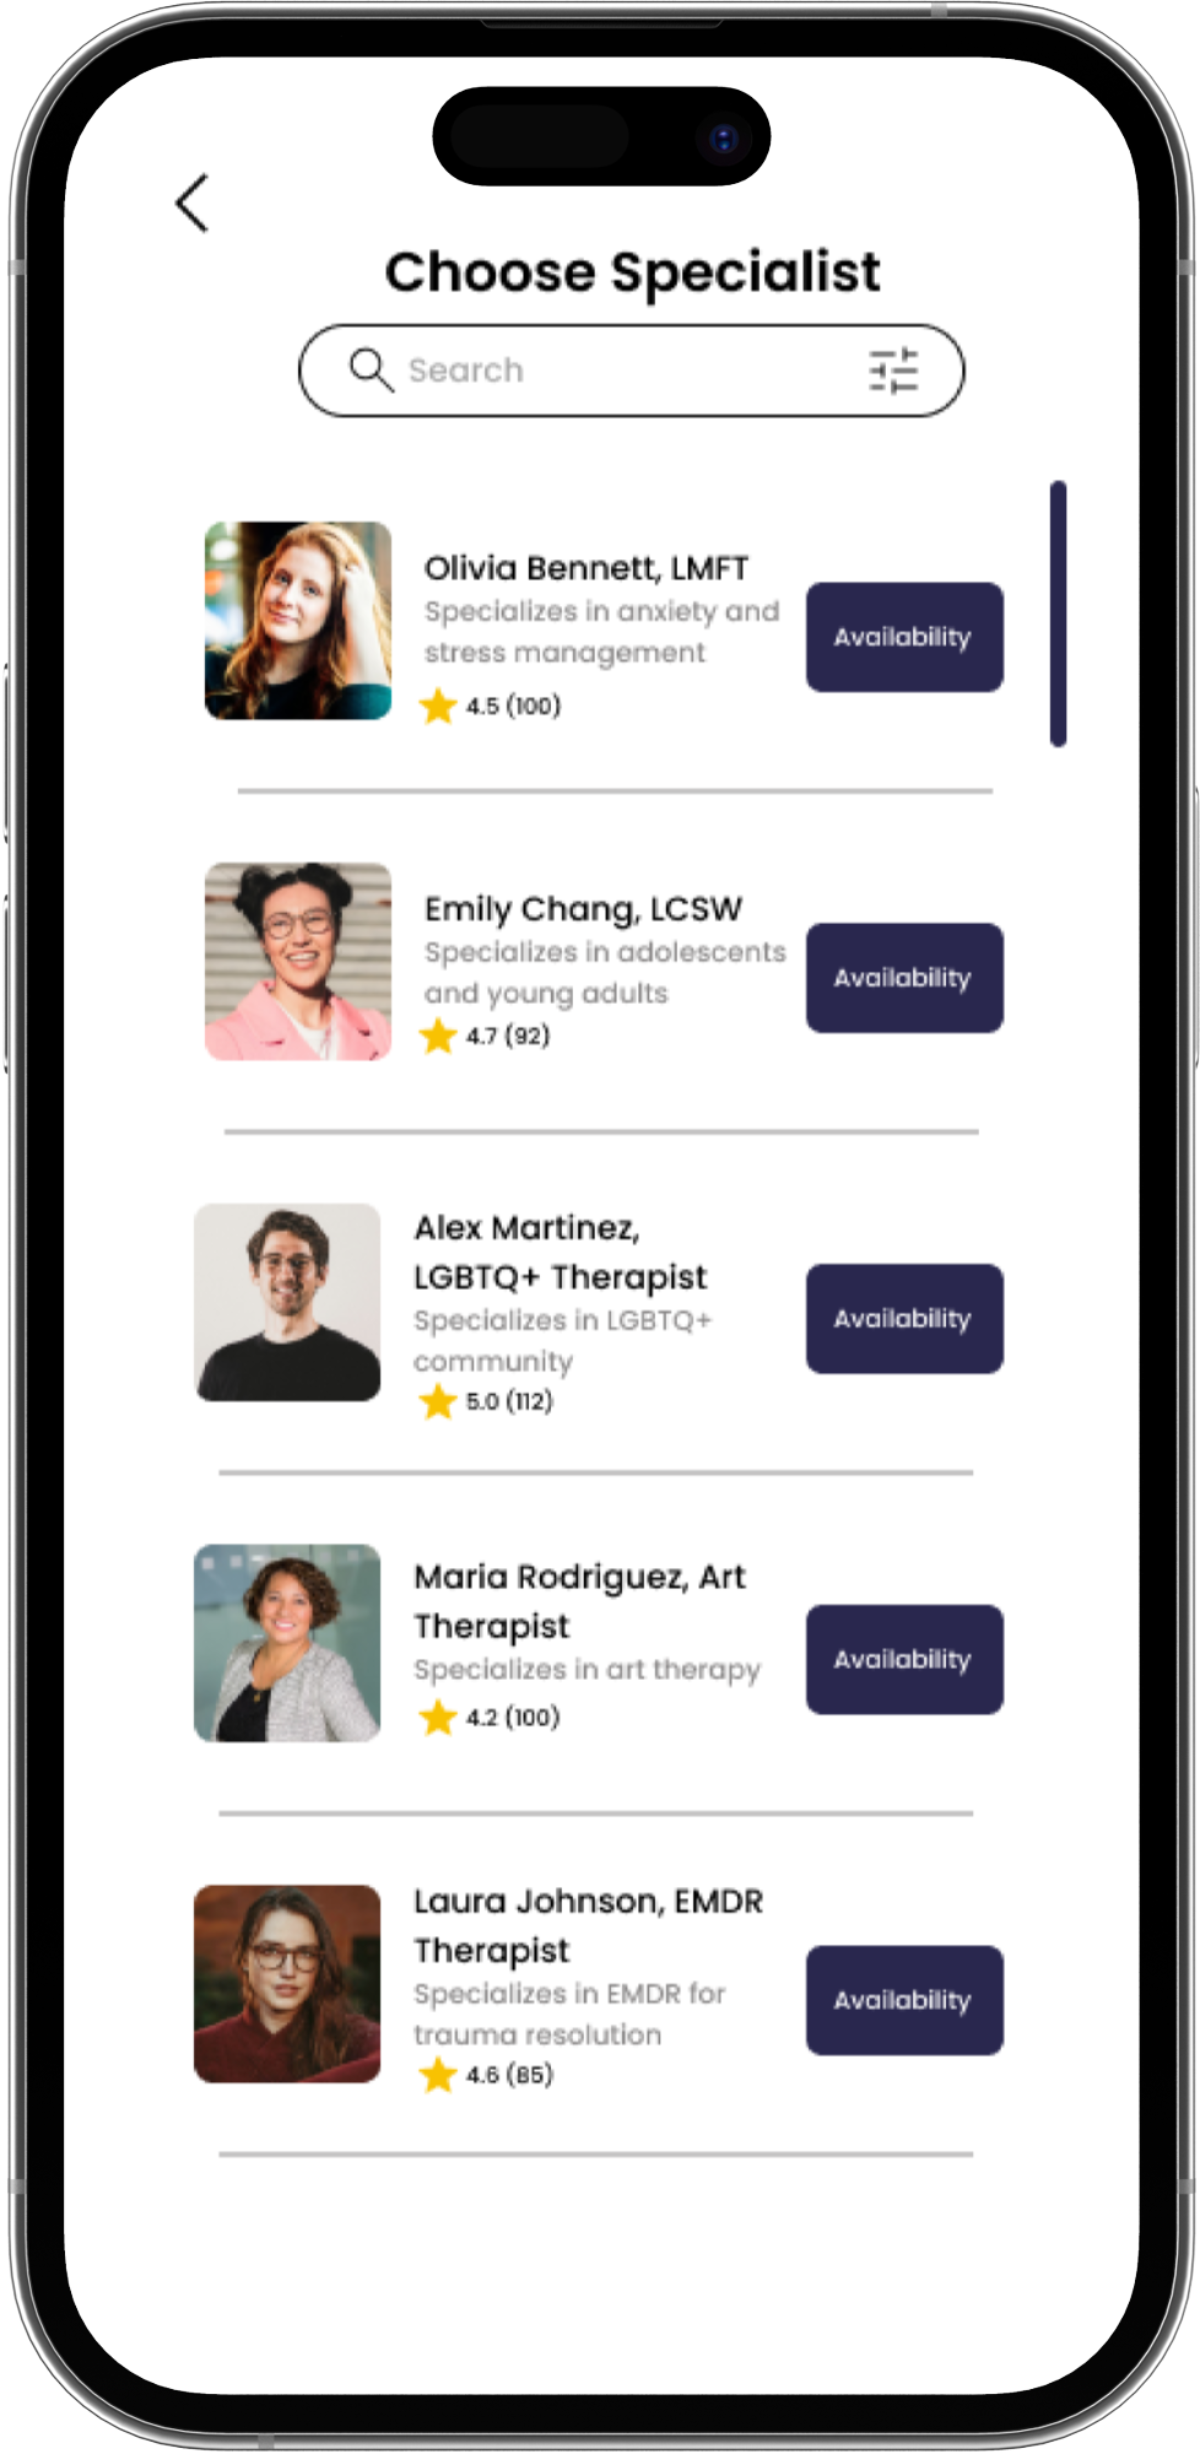 Choose Specialist
Search
Olivia Bennett, LMFT
Specializes in anxiety and
stress management
4.5 (100)
Availability
Emily Chang, LCSW
Specializes in adolescents
and young adults
4.7 (92)
Availability
Alex Martinez,
LGBTQ+ Therapist
Specializes in LGBTQ+
community
5.0 (112)
Availability
Maria Rodriguez, Art
Therapist
Specializes in art therapy
4.2 (100)
Availability
Laura Johnson, EMDR
Therapist
Specializes in EMDR for
trauma resolution
4.6 (85)
Availability